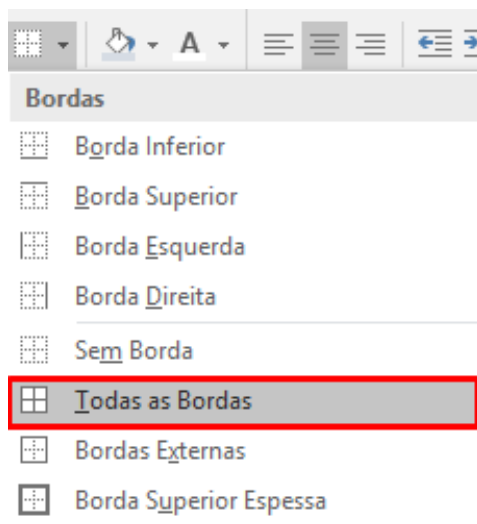 A
Bordas
Borda Inferior
Borda Superior
Borda Esquerda
Borda Direita
Sem Borda
Todas as Bordas
Bordas Externas
Borda Superior Espessa